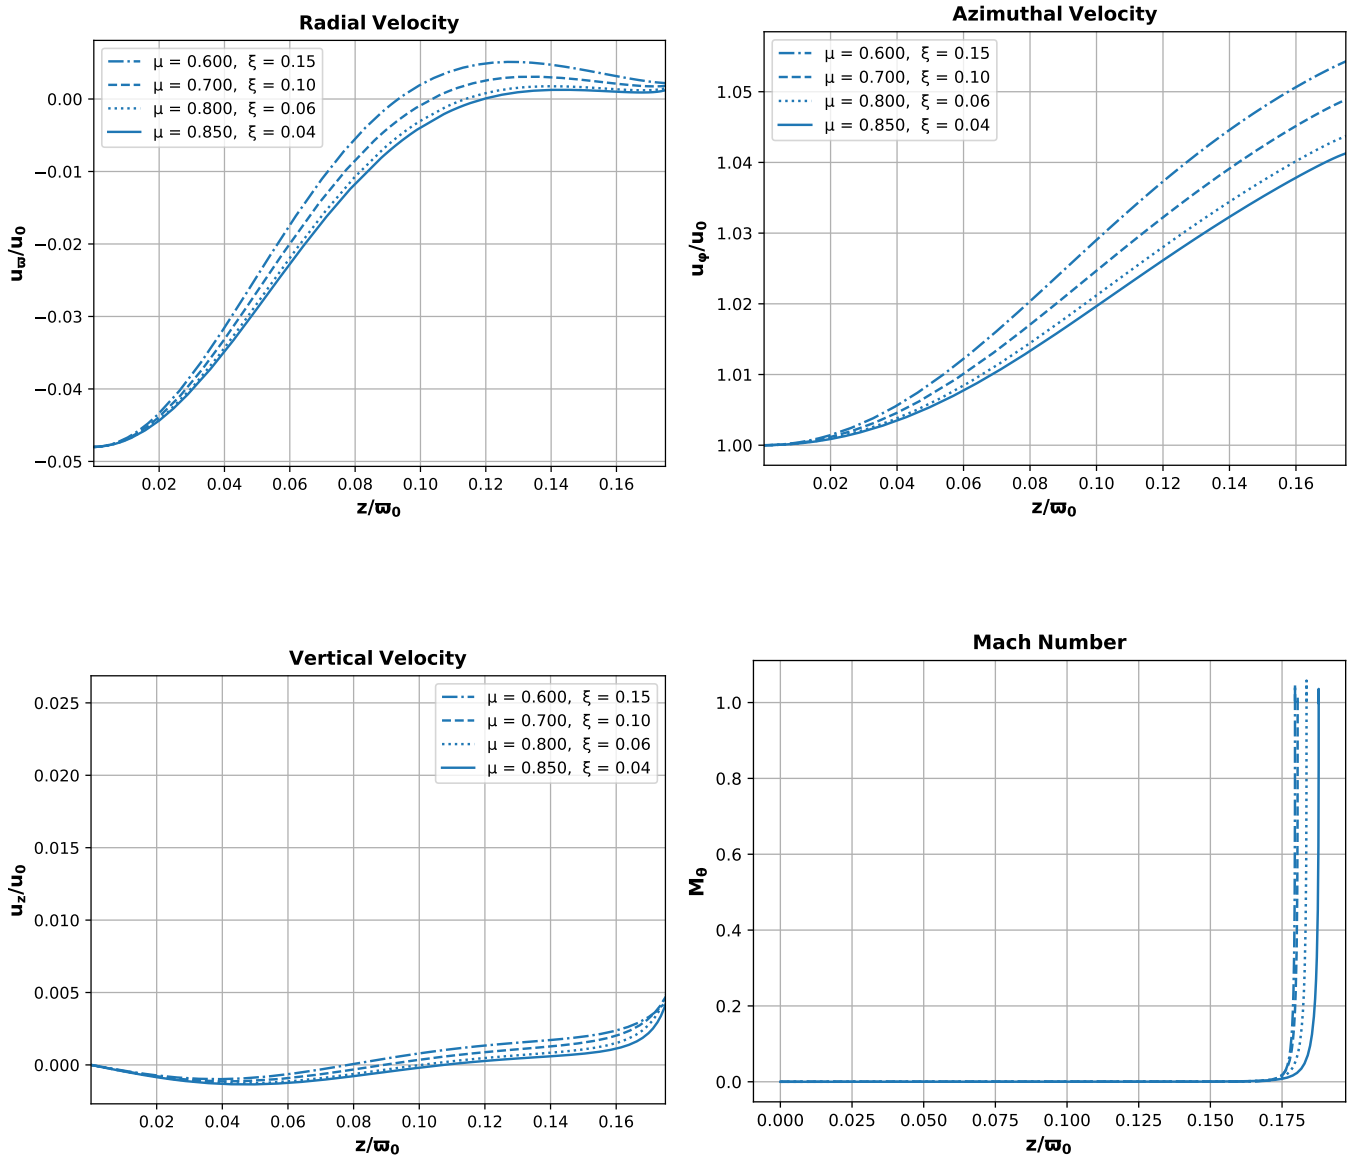 Radial Velocity
μ = 0.600, ξ = 0.15
μ = 0.700, ξ = 0.10
μ = 0.800, ξ = 0.06
μ = 0.850, ξ = 0.04
0.00
−0.01
−0.02
−0.03
−0.04
−0.05
0.02 0.04 0.06 0.08 0.10 0.12 0.14 0.16
z/ϖ₀
u_ϖ/u₀
Azimuthal Velocity
μ = 0.600, ξ = 0.15
μ = 0.700, ξ = 0.10
μ = 0.800, ξ = 0.06
μ = 0.850, ξ = 0.04
1.05
1.04
1.03
1.02
1.01
1.00
0.02 0.04 0.06 0.08 0.10 0.12 0.14 0.16
z/ϖ₀
u_φ/u₀
Vertical Velocity
μ = 0.600, ξ = 0.15
μ = 0.700, ξ = 0.10
μ = 0.800, ξ = 0.06
μ = 0.850, ξ = 0.04
0.025
0.020
0.015
0.010
0.005
0.000
0.02 0.04 0.06 0.08 0.10 0.12 0.14 0.16
z/ϖ₀
u_z/u₀
Mach Number
1.0
0.8
0.6
0.4
0.2
0.0
0.000 0.025 0.050 0.075 0.100 0.125 0.150 0.175
z/ϖ₀
M_θ